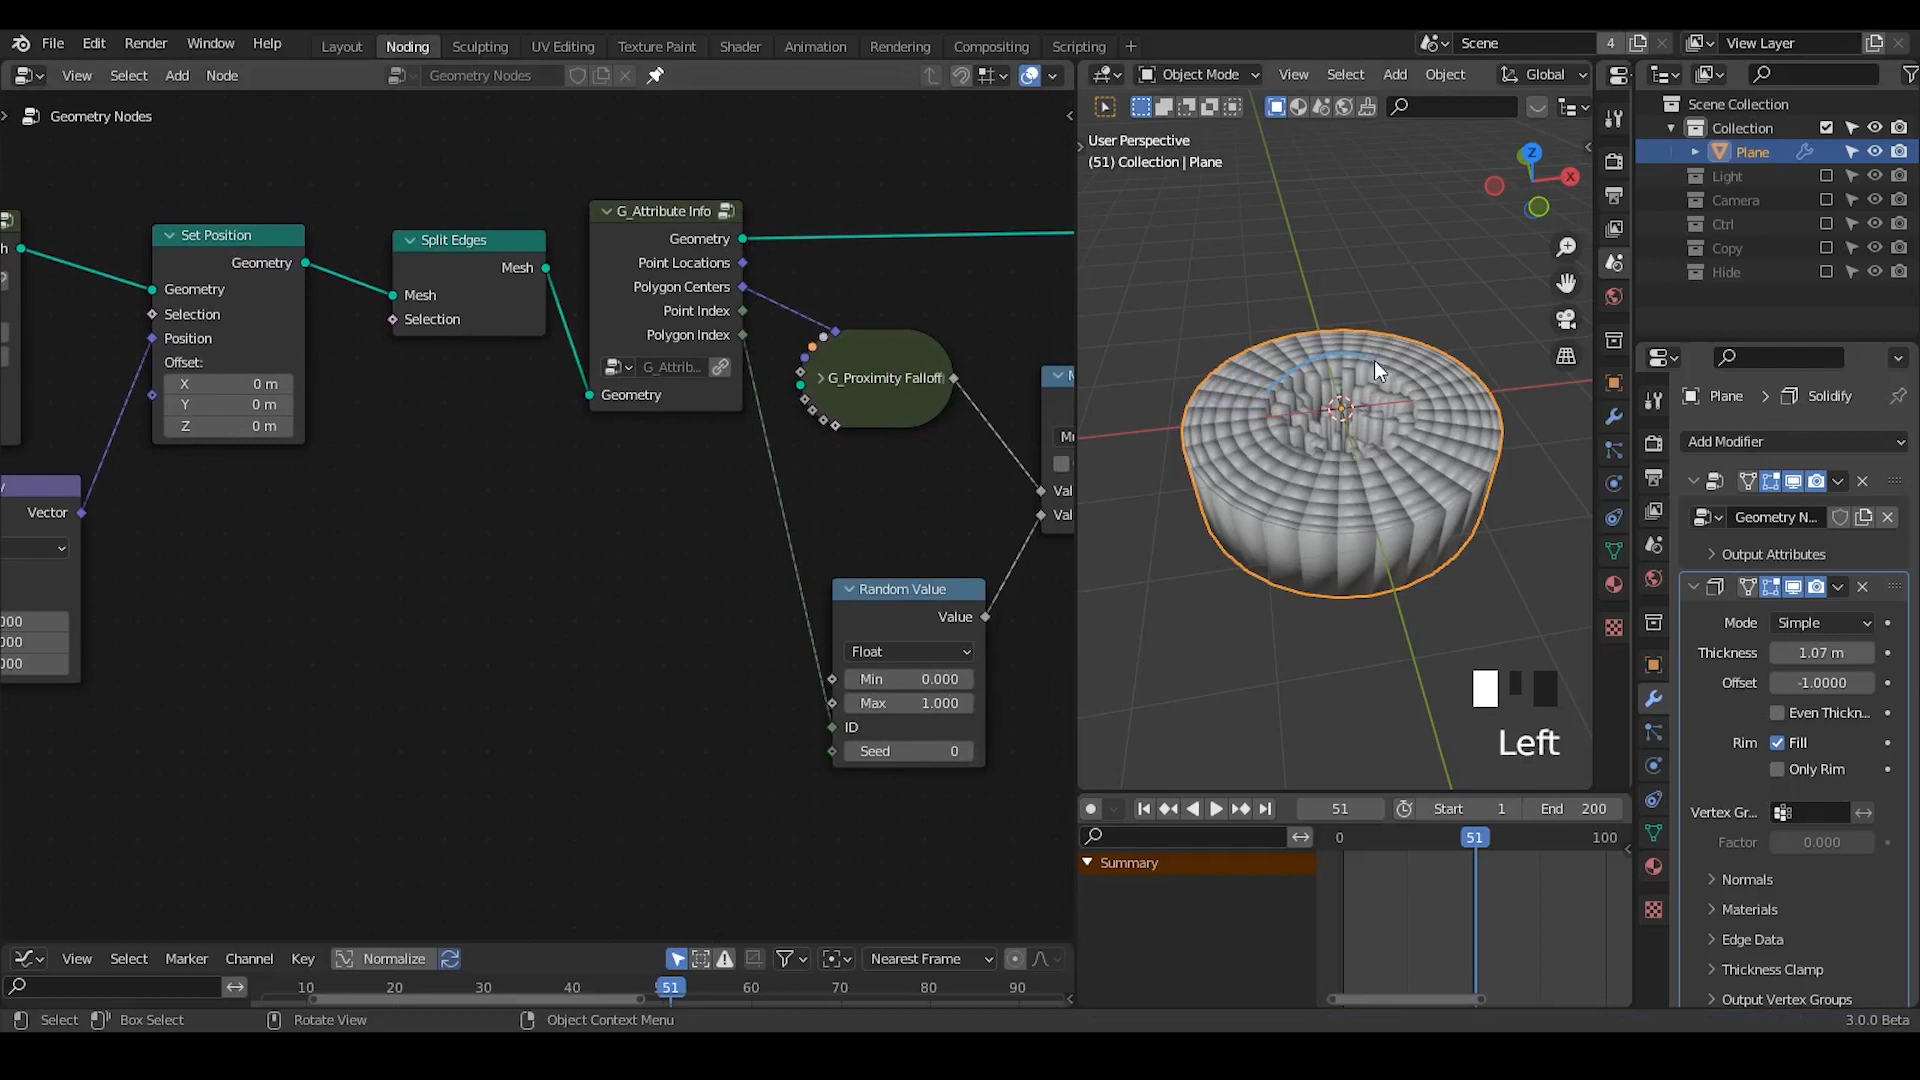 File Edit Render Window Help
Layout Noding Sculpting UV Editing Texture Paint Shader Animation Rendering Compositing Scripting +
Scene 4
View Layer
View Select Add Node
Geometry Nodes
Object Mode View Select Add Object Global
Geometry Nodes
User Perspective
(51) Collection | Plane
Z
X
Scene Collection
Collection
Plane
Light
Camera
Ctrl
Copy
Hide
h
Set Position
Geometry
Geometry
Selection
Position
Offset:
X 0 m
Y 0 m
Z 0 m
Split Edges
Mesh
Mesh
Selection
G_Attribute Info
Geometry
Point Locations
Polygon Centers
Point Index
Polygon Index
G_Attrib...
Geometry
G_Proximity Falloff
Mu
Val
Val
y
Vector
000
000
000
Random Value
Value
Float
Min 0.000
Max 1.000
ID
Seed 0
Left
Plane > Solidify
Add Modifier
Geometry N...
Output Attributes
Mode Simple
Thickness 1.07 m
Offset -1.0000
Even Thickn...
Rim Fill
Only Rim
Vertex Gr...
Factor 0.000
Normals
Materials
Edge Data
Thickness Clamp
Output Vertex Groups
51 Start 1 End 200
0 51 100
Summary
View Select Marker Channel Key Normalize Nearest Frame
10 20 30 40 51 60 70 80 90
Select Box Select Rotate View Object Context Menu 3.0.0 Beta